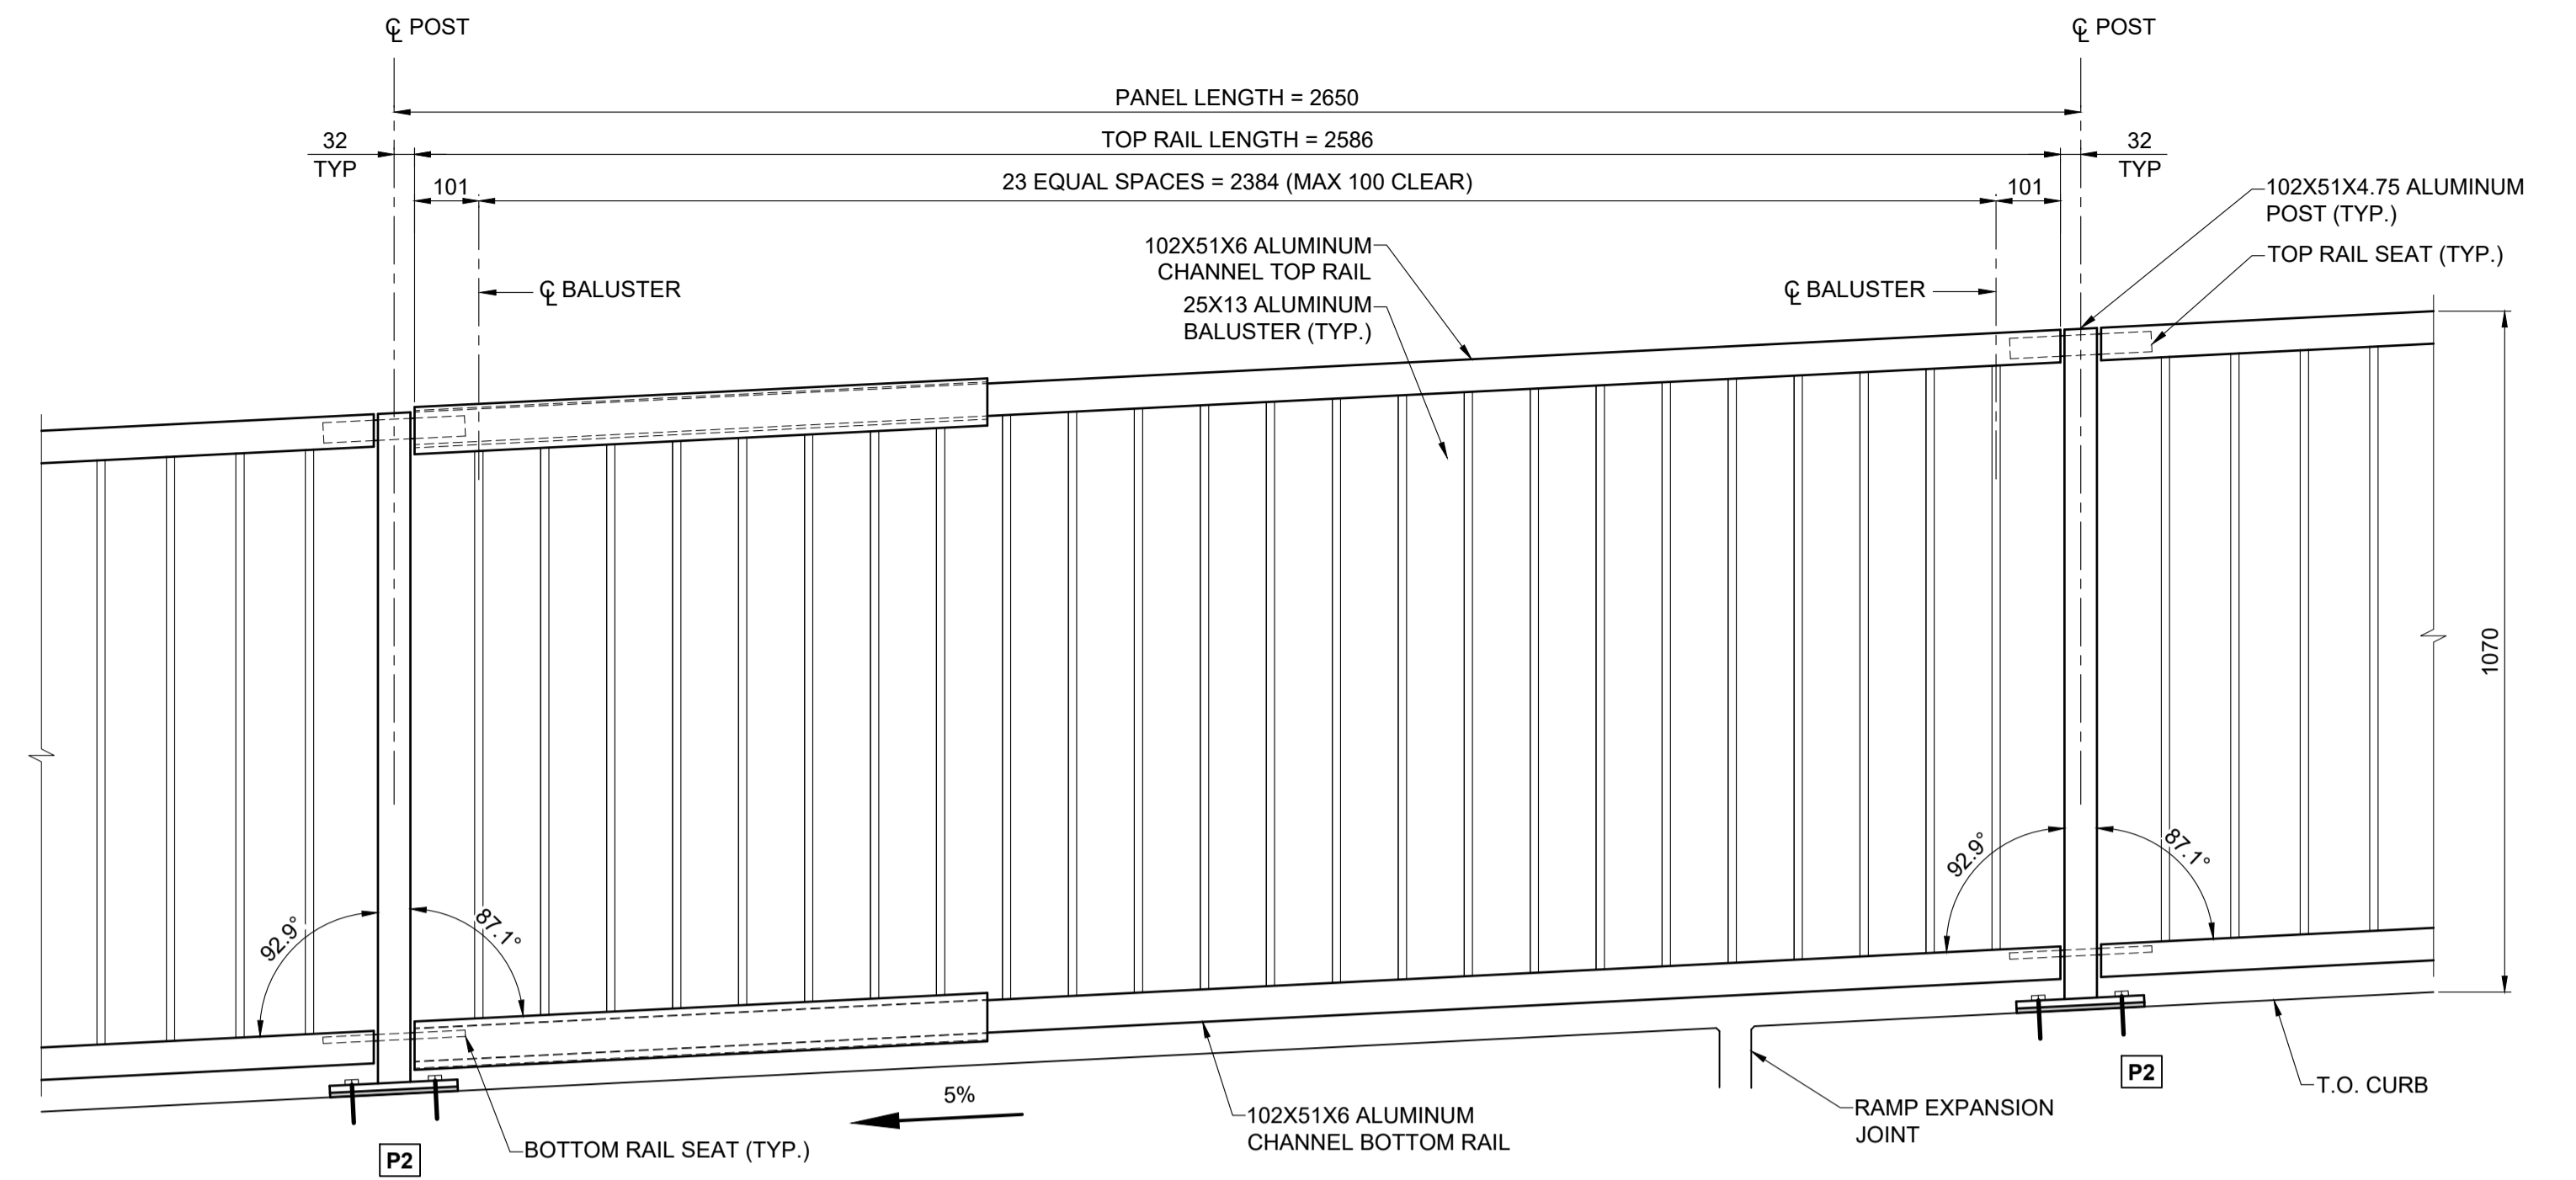 ℄ POST
℄ POST
PANEL LENGTH = 2650
32
TYP
TOP RAIL LENGTH = 2586
32
TYP
101
23 EQUAL SPACES = 2384 (MAX 100 CLEAR)
101
102X51X4.75 ALUMINUM
POST (TYP.)
102X51X6 ALUMINUM
CHANNEL TOP RAIL
TOP RAIL SEAT (TYP.)
℄ BALUSTER
25X13 ALUMINUM
BALUSTER (TYP.)
℄ BALUSTER
1070
92.9°
87.1°
92.9°
87.1°
5%
BOTTOM RAIL SEAT (TYP.)
P2
102X51X6 ALUMINUM
CHANNEL BOTTOM RAIL
RAMP EXPANSION
JOINT
P2
T.O. CURB